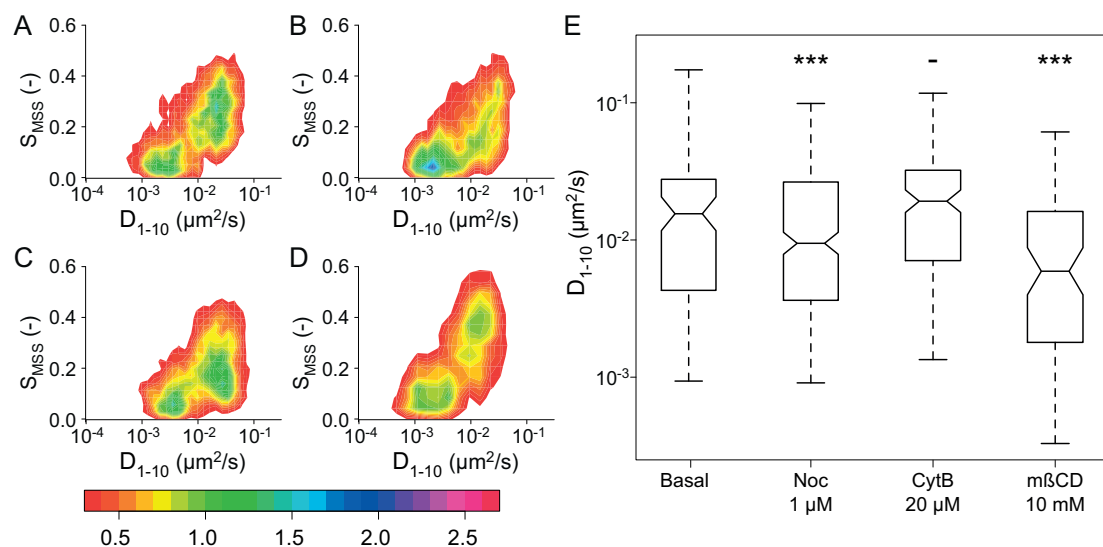 A
0.6
0.4
0.2
0.0
S_MSS (-)
10⁻⁴ 10⁻³ 10⁻² 10⁻¹
D₁₋₁₀ (µm²/s)
B
0.6
0.4
0.2
0.0
S_MSS (-)
10⁻⁴ 10⁻³ 10⁻² 10⁻¹
D₁₋₁₀ (µm²/s)
C
0.6
0.4
0.2
0.0
S_MSS (-)
10⁻⁴ 10⁻³ 10⁻² 10⁻¹
D₁₋₁₀ (µm²/s)
D
0.6
0.4
0.2
0.0
S_MSS (-)
10⁻⁴ 10⁻³ 10⁻² 10⁻¹
D₁₋₁₀ (µm²/s)
0.5 1.0 1.5 2.0 2.5
E
*** - ***
10⁻¹
10⁻²
10⁻³
D₁₋₁₀ (µm²/s)
Basal Noc CytB mßCD
1 µM 20 µM 10 mM